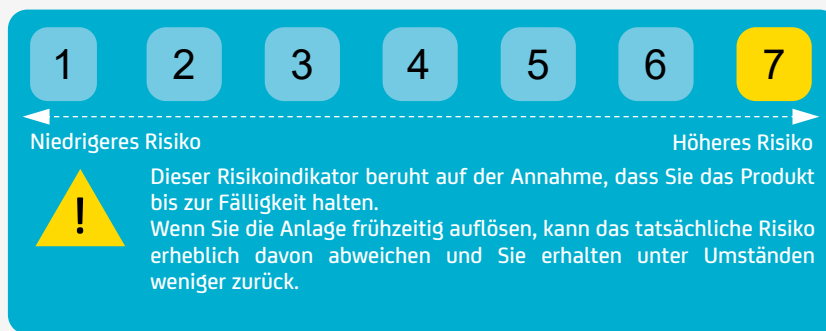 1 2 3 4 5 6 7
Niedrigeres Risiko Höheres Risiko
!
Dieser Risikoindikator beruht auf der Annahme, dass Sie das Produkt
bis zur Fälligkeit halten.
Wenn Sie die Anlage frühzeitig auflösen, kann das tatsächliche Risiko
erheblich davon abweichen und Sie erhalten unter Umständen
weniger zurück.